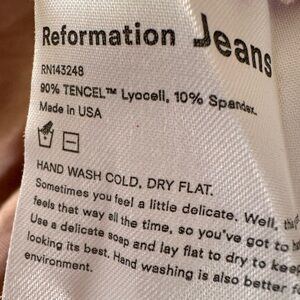 Reformation Jeans
RN143248
90% TENCEL™ Lyocell, 10% Spandex.
Made in USA
HAND WASH COLD, DRY FLAT.
Sometimes you feel a little delicate. Well, this
feels that way all the time, so you've got to
Use a delicate soap and lay flat to dry to keep
looking its best. Hand washing is also better f
environment.